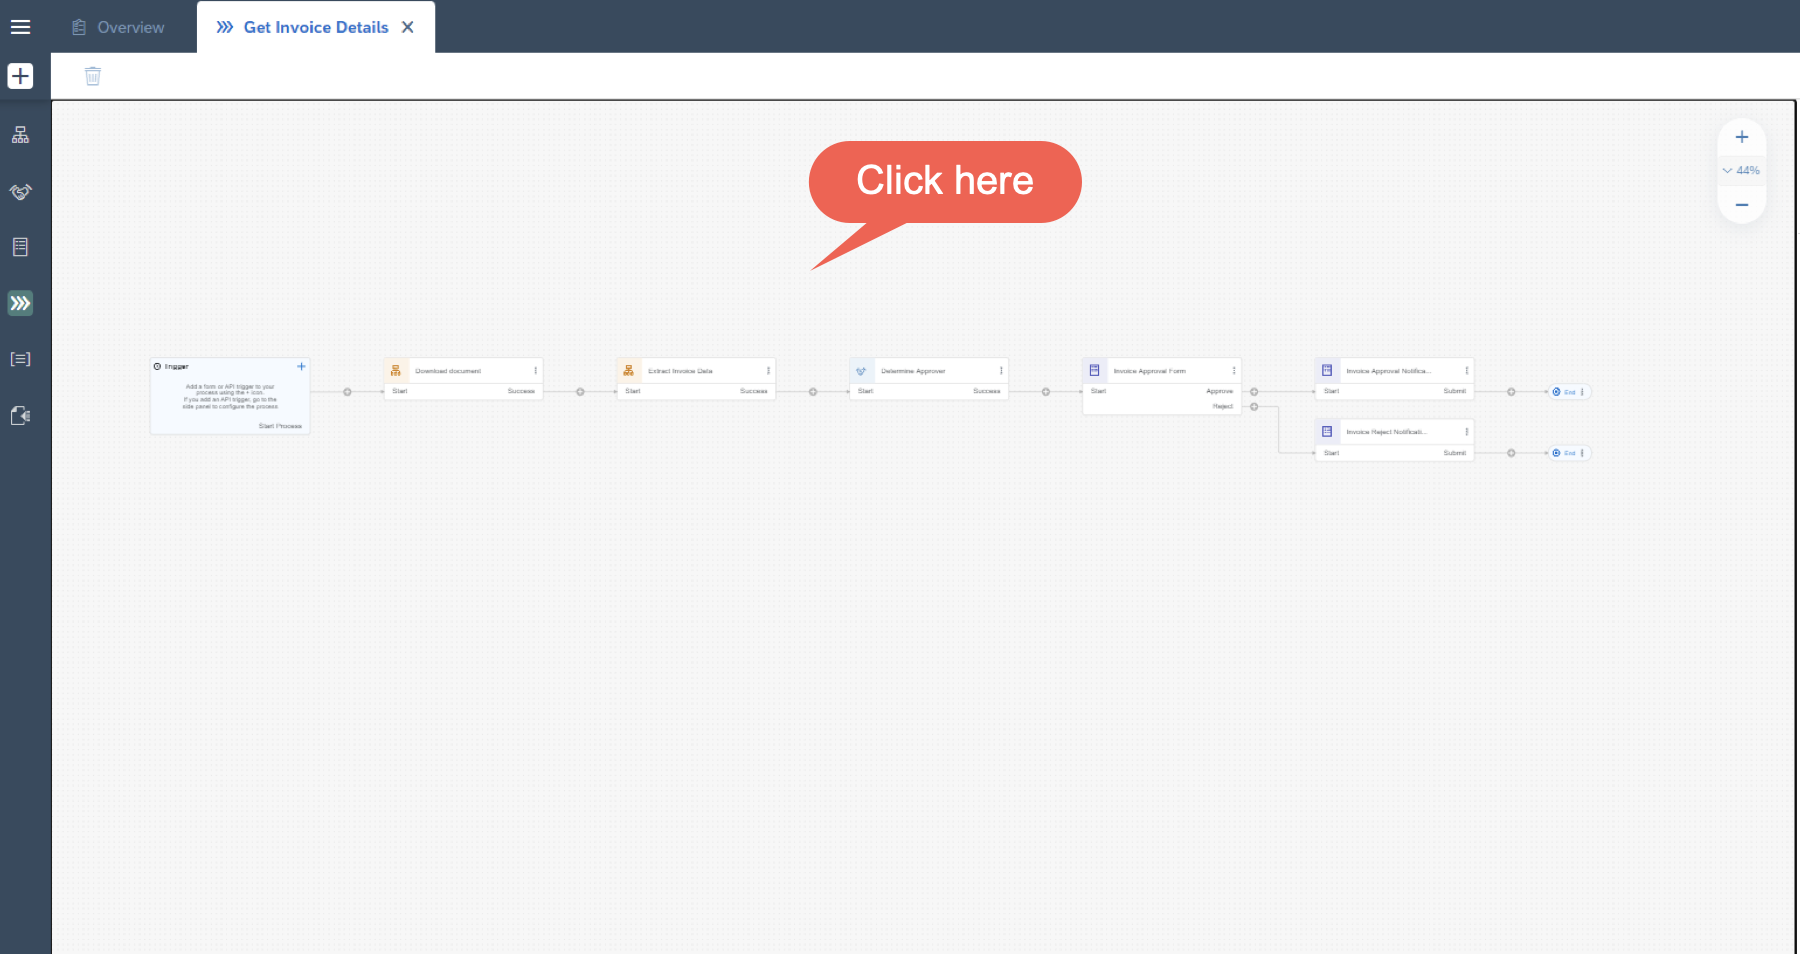 Overview
Get Invoice Details
Click here
44%
Trigger
Add a form or API trigger to your
process using the + icon.
If you add an API trigger, go to the
side panel to configure the process
Start Process
Download document
Start Success
Extract Invoice Data
Start Success
Determine Approver
Start Success
Invoice Approval Form
Start Approve
Reject
Invoice Approval Notifica...
Start Submit
End
Invoice Reject Notificati...
Start Submit
End